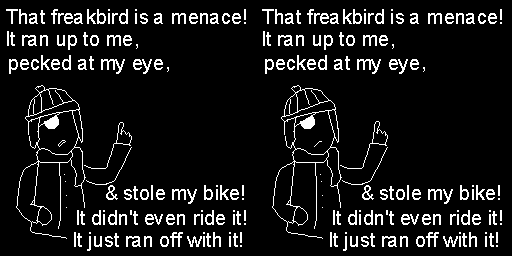 That freakbird is a menace!
It ran up to me,
pecked at my eye,
& stole my bike!
It didn't even ride it!
It just ran off with it!
That freakbird is a menace!
It ran up to me,
pecked at my eye,
& stole my bike!
It didn't even ride it!
It just ran off with it!